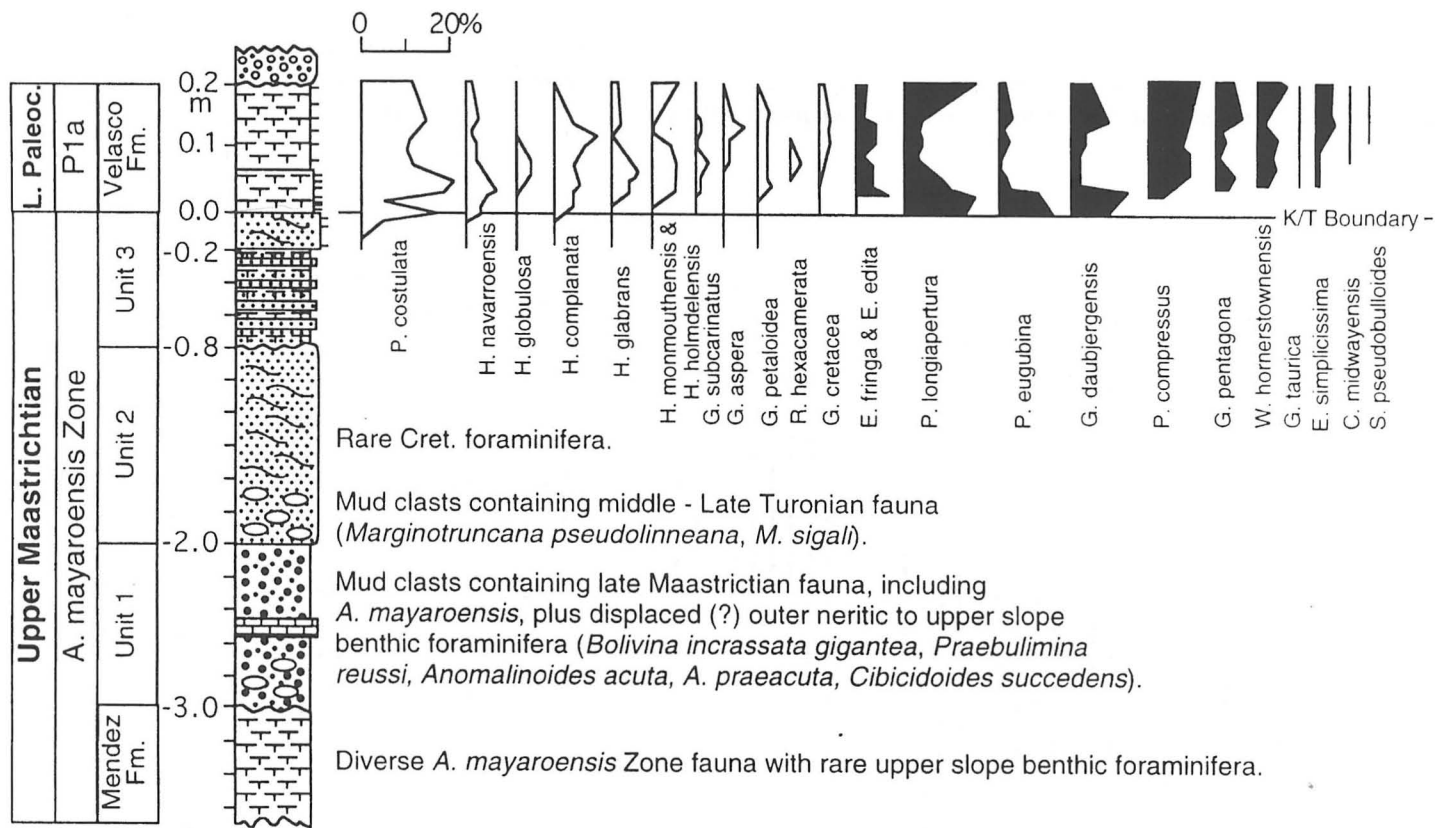 0 20%
L. Paleoc.
P1a
Velasco
Fm.
Upper Maastrichtian
A. mayaroensis Zone
Unit 3
Unit 2
Unit 1
Mendez
Fm.
0.2
m
0.1
0.0
-0.2
-0.8
-2.0
-3.0
K/T Boundary -
P. costulata
H. navarroensis
H. globulosa
H. complanata
H. glabrans
H. monmouthensis &
H. holmdelensis
G. subcarinatus
G. aspera
G. petaloidea
R. hexacamerata
G. cretacea
E. fringa & E. edita
P. longiapertura
P. eugubina
G. daubjergensis
P. compressus
G. pentagona
W. hornerstownensis
G. taurica
E. simplicissima
C. midwayensis
S. pseudobulloides
Rare Cret. foraminifera.
Mud clasts containing middle - Late Turonian fauna
(Marginotruncana pseudolinneana, M. sigali).
Mud clasts containing late Maastrictian fauna, including
A. mayaroensis, plus displaced (?) outer neritic to upper slope
benthic foraminifera (Bolivina incrassata gigantea, Praebulimina
reussi, Anomalinoides acuta, A. praeacuta, Cibicidoides succedens).
Diverse A. mayaroensis Zone fauna with rare upper slope benthic foraminifera.